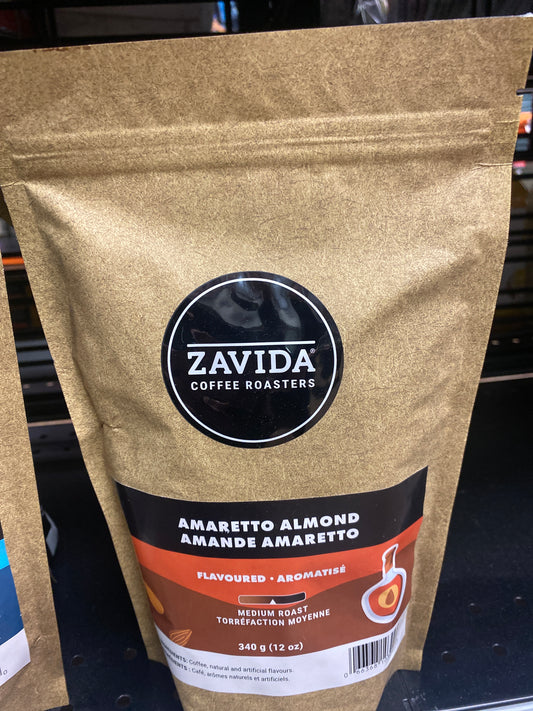 ZAVIDA®
COFFEE ROASTERS
AMARETTO ALMOND
AMANDE AMARETTO
FLAVOURED • AROMATISÉ
MEDIUM ROAST
TORRÉFACTION MOYENNE
340 g (12 oz)
Coffee, natural and artificial flavours.
Café, arômes naturels et artificiels.